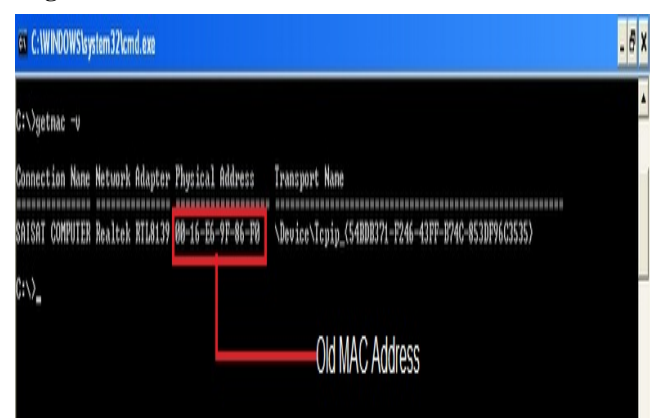 C:\WINDOWS\system32\cmd.exe
C:\>getmac -v
Connection Name Network Adapter Physical Address Transport Name
SAISAT COMPUTER Realtek RTL8139 00-16-E6-9F-86-F0 \Device\Tcpip_{54BDB371-F246-43FF-B74C-853DF96C3535}
C:\>_
Old MAC Address